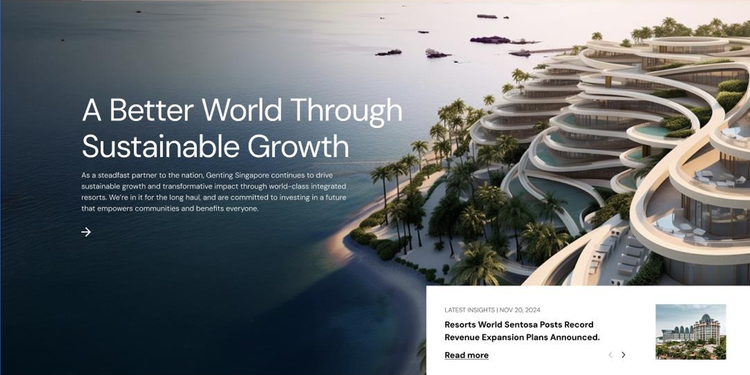 A Better World Through
Sustainable Growth
As a steadfast partner to the nation, Genting Singapore continues to drive
sustainable growth and transformative impact through world-class integrated
resorts. We're in it for the long haul, and are committed to investing in a future
that empowers communities and benefits everyone.
LATEST INSIGHTS | NOV 20, 2024
Resorts World Sentosa Posts Record
Revenue Expansion Plans Announced.
Read more